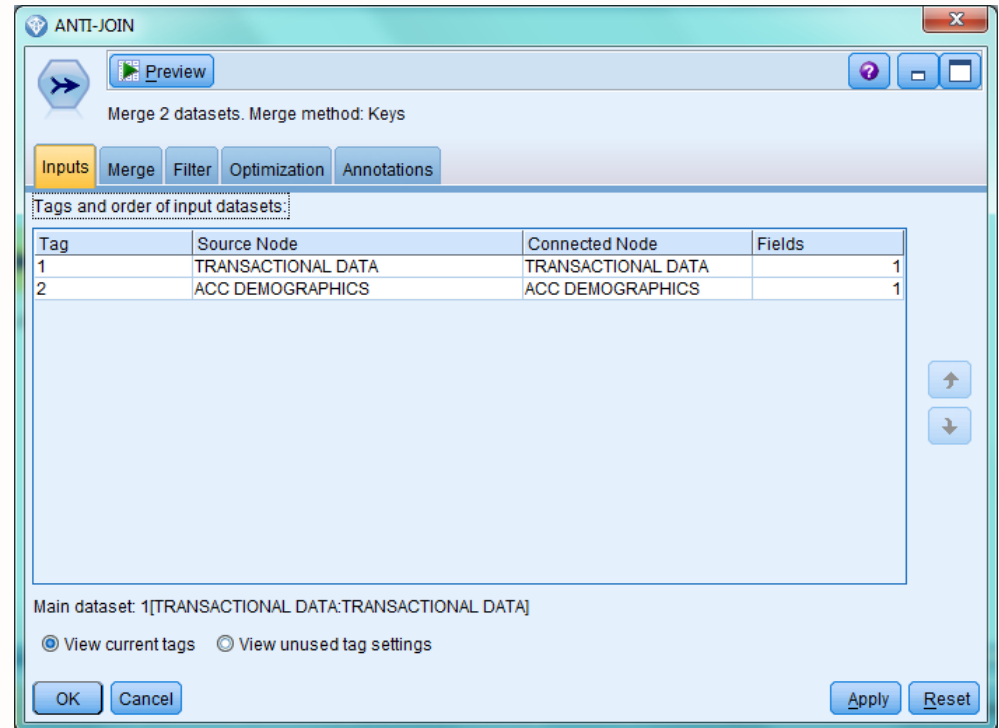 ANTI-JOIN
Preview
Merge 2 datasets. Merge method: Keys
Inputs Merge Filter Optimization Annotations
Tags and order of input datasets:
Tag Source Node Connected Node Fields
1 TRANSACTIONAL DATA TRANSACTIONAL DATA 1
2 ACC DEMOGRAPHICS ACC DEMOGRAPHICS 1
Main dataset: 1[TRANSACTIONAL DATA:TRANSACTIONAL DATA]
View current tags View unused tag settings
OK Cancel Apply Reset